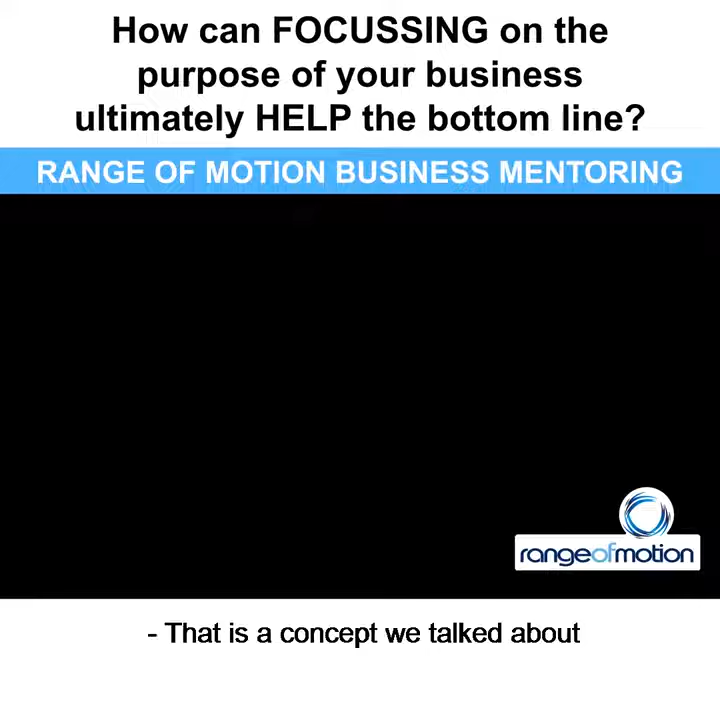 How can FOCUSSING on the
purpose of your business
ultimately HELP the bottom line?
RANGE OF MOTION BUSINESS MENTORING
rangeofmotion
- That is a concept we talked about